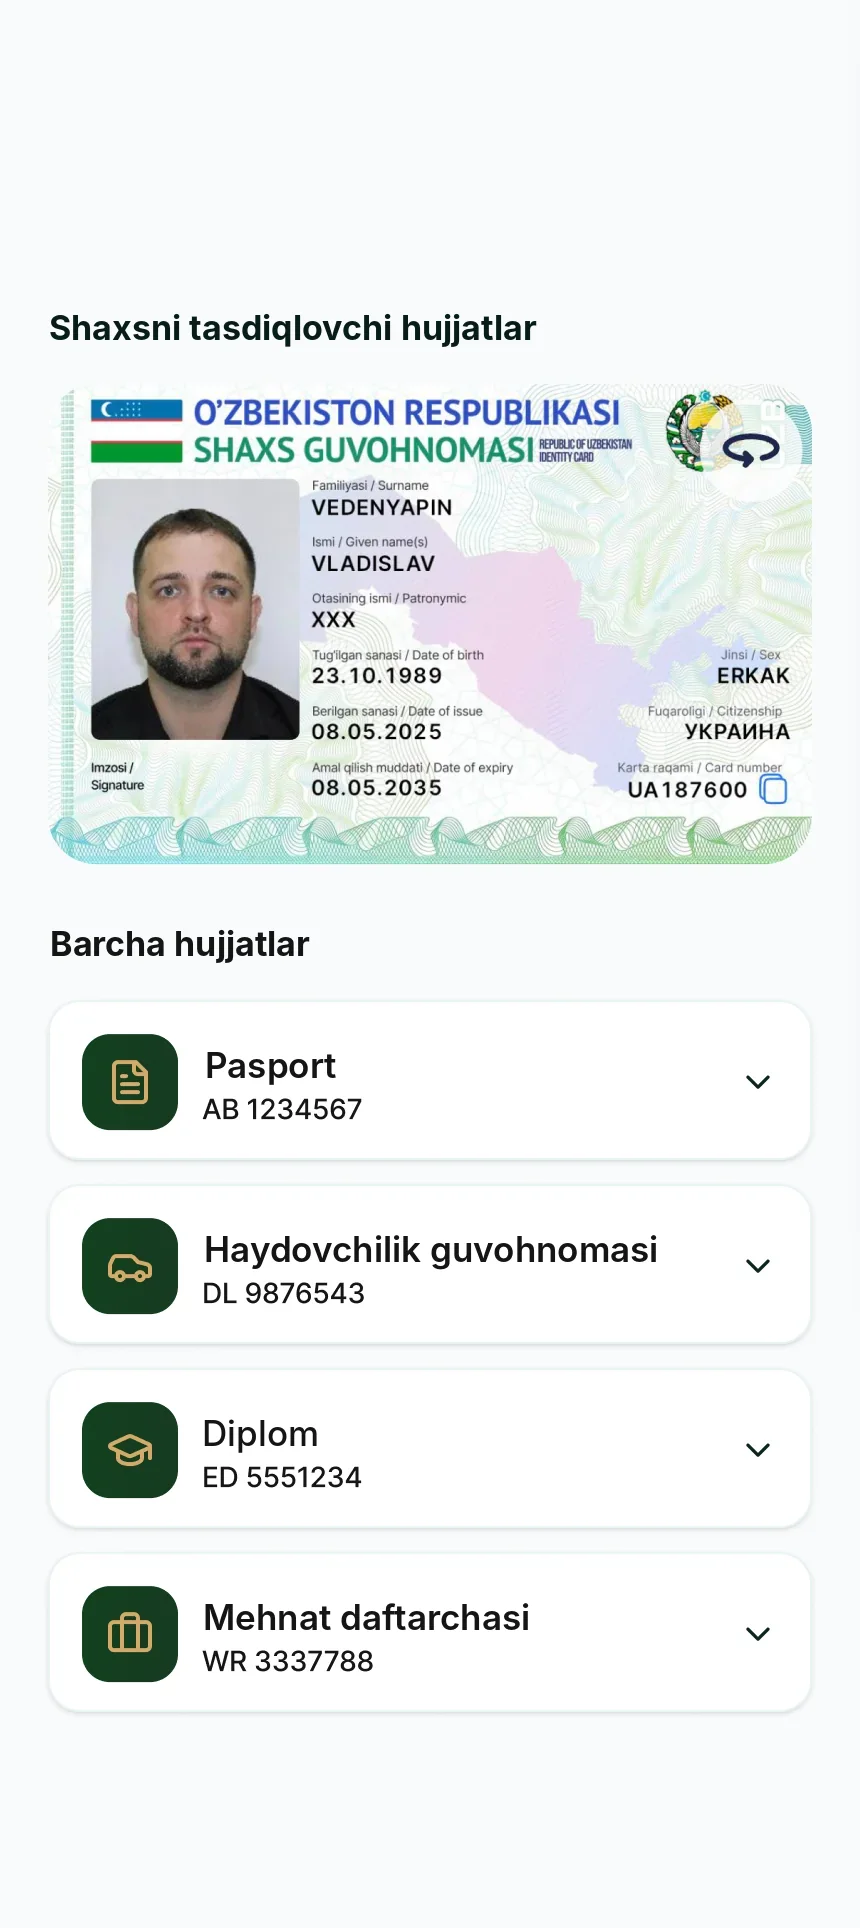 Shaxsni tasdiqlovchi hujjatlar
O’ZBEKISTON RESPUBLIKASI
SHAXS GUVOHNOMASI
REPUBLIC OF UZBEKISTAN
IDENTITY CARD
UZB
Familiyasi / Surname
VEDENYAPIN
Ismi / Given name(s)
VLADISLAV
Otasining ismi / Patronymic
XXX
Tug'ilgan sanasi / Date of birth
23.10.1989
Jinsi / Sex
ERKAK
Berilgan sanasi / Date of issue
08.05.2025
Fuqaroligi / Citizenship
УКРАИНА
Imzosi /
Signature
Amal qilish muddati / Date of expiry
08.05.2035
Karta raqami / Card number
UA187600
Barcha hujjatlar
Pasport
AB 1234567
Haydovchilik guvohnomasi
DL 9876543
Diplom
ED 5551234
Mehnat daftarchasi
WR 3337788